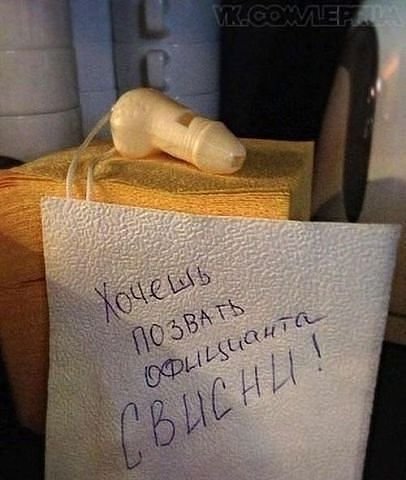 VK.COM/LEPRUM
Хочешь
позвать
официанта
СВИСНИ!